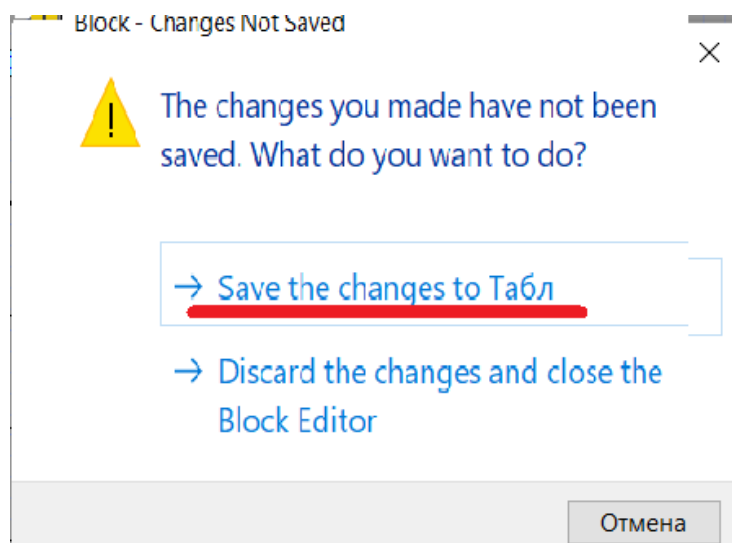 Block - Changes Not Saved
The changes you made have not been
saved. What do you want to do?
→ Save the changes to Табл
→ Discard the changes and close the
Block Editor
Отмена